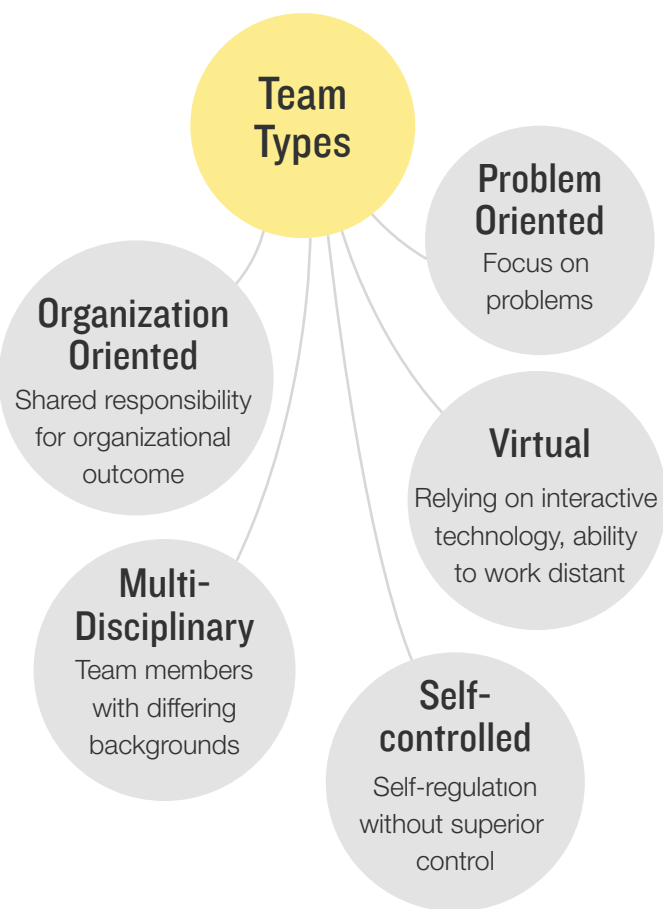 Team
Types
Problem
Oriented
Focus on
problems
Organization
Oriented
Shared responsibility
for organizational
outcome
Virtual
Relying on interactive
technology, ability
to work distant
Multi-
Disciplinary
Team members
with differing
backgrounds
Self-
controlled
Self-regulation
without superior
control